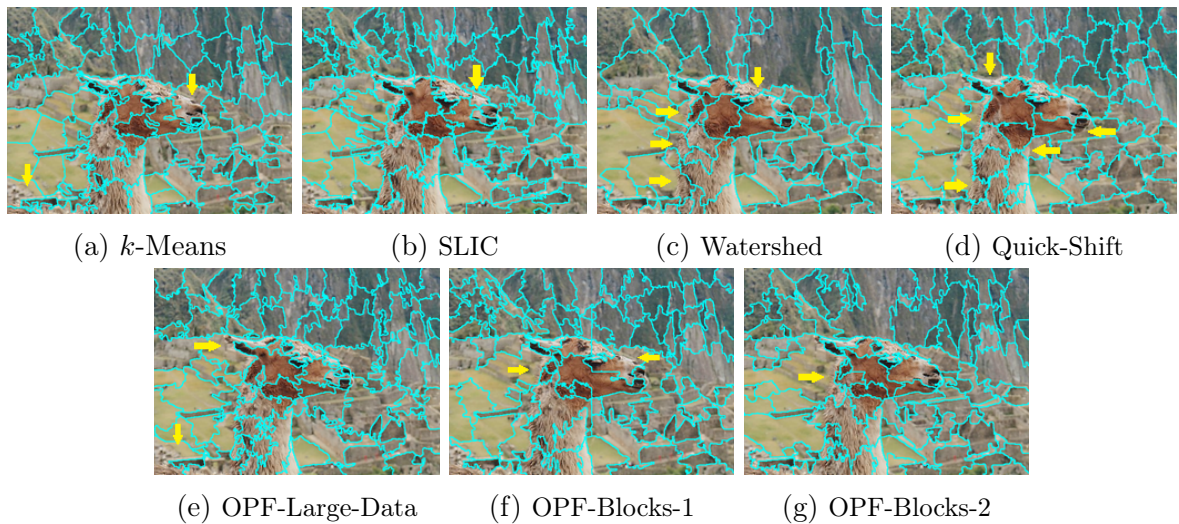 (a) k-Means
(b) SLIC
(c) Watershed
(d) Quick-Shift
(e) OPF-Large-Data
(f) OPF-Blocks-1
(g) OPF-Blocks-2